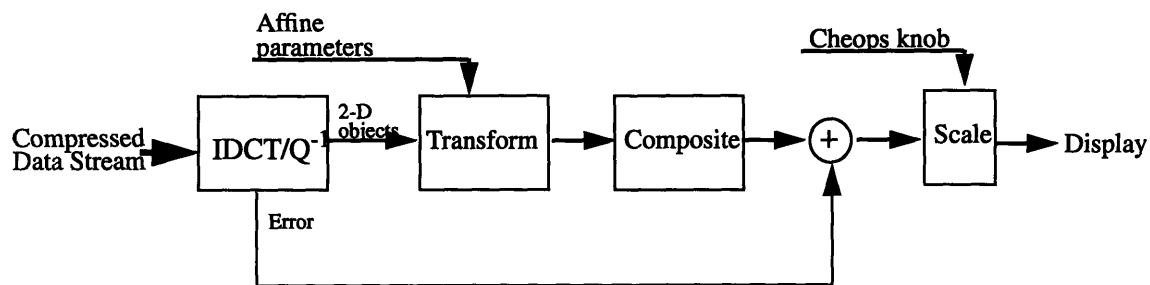 Affine
parameters
Cheops knob
Compressed
Data Stream
IDCT/Q⁻¹
2-D
objects
Transform
Composite
+
Scale
Display
Error